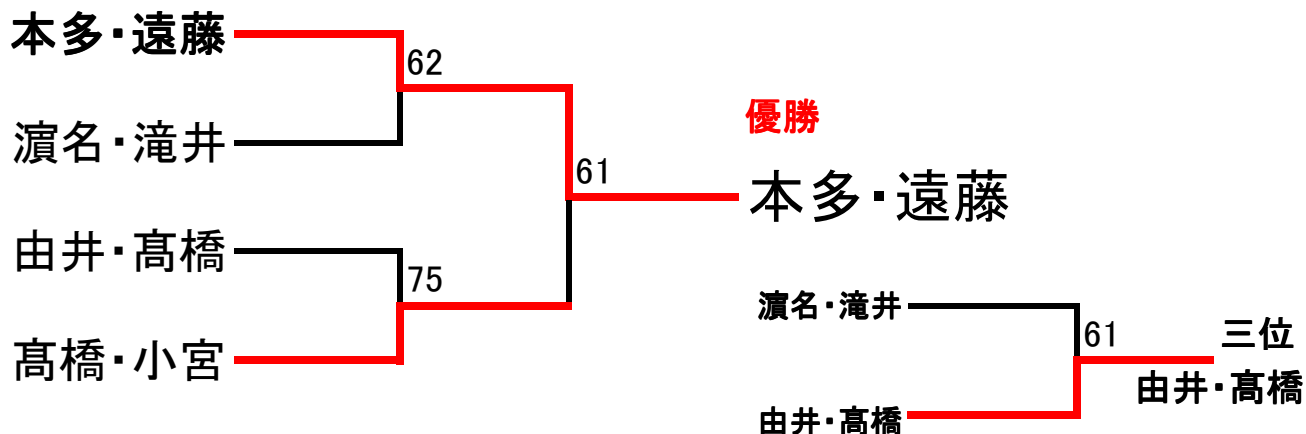 本多・遠藤
62
濵名・滝井
優勝
61
本多・遠藤
由井・髙橋
75
髙橋・小宮
濵名・滝井
61
三位
由井・髙橋
由井・髙橋